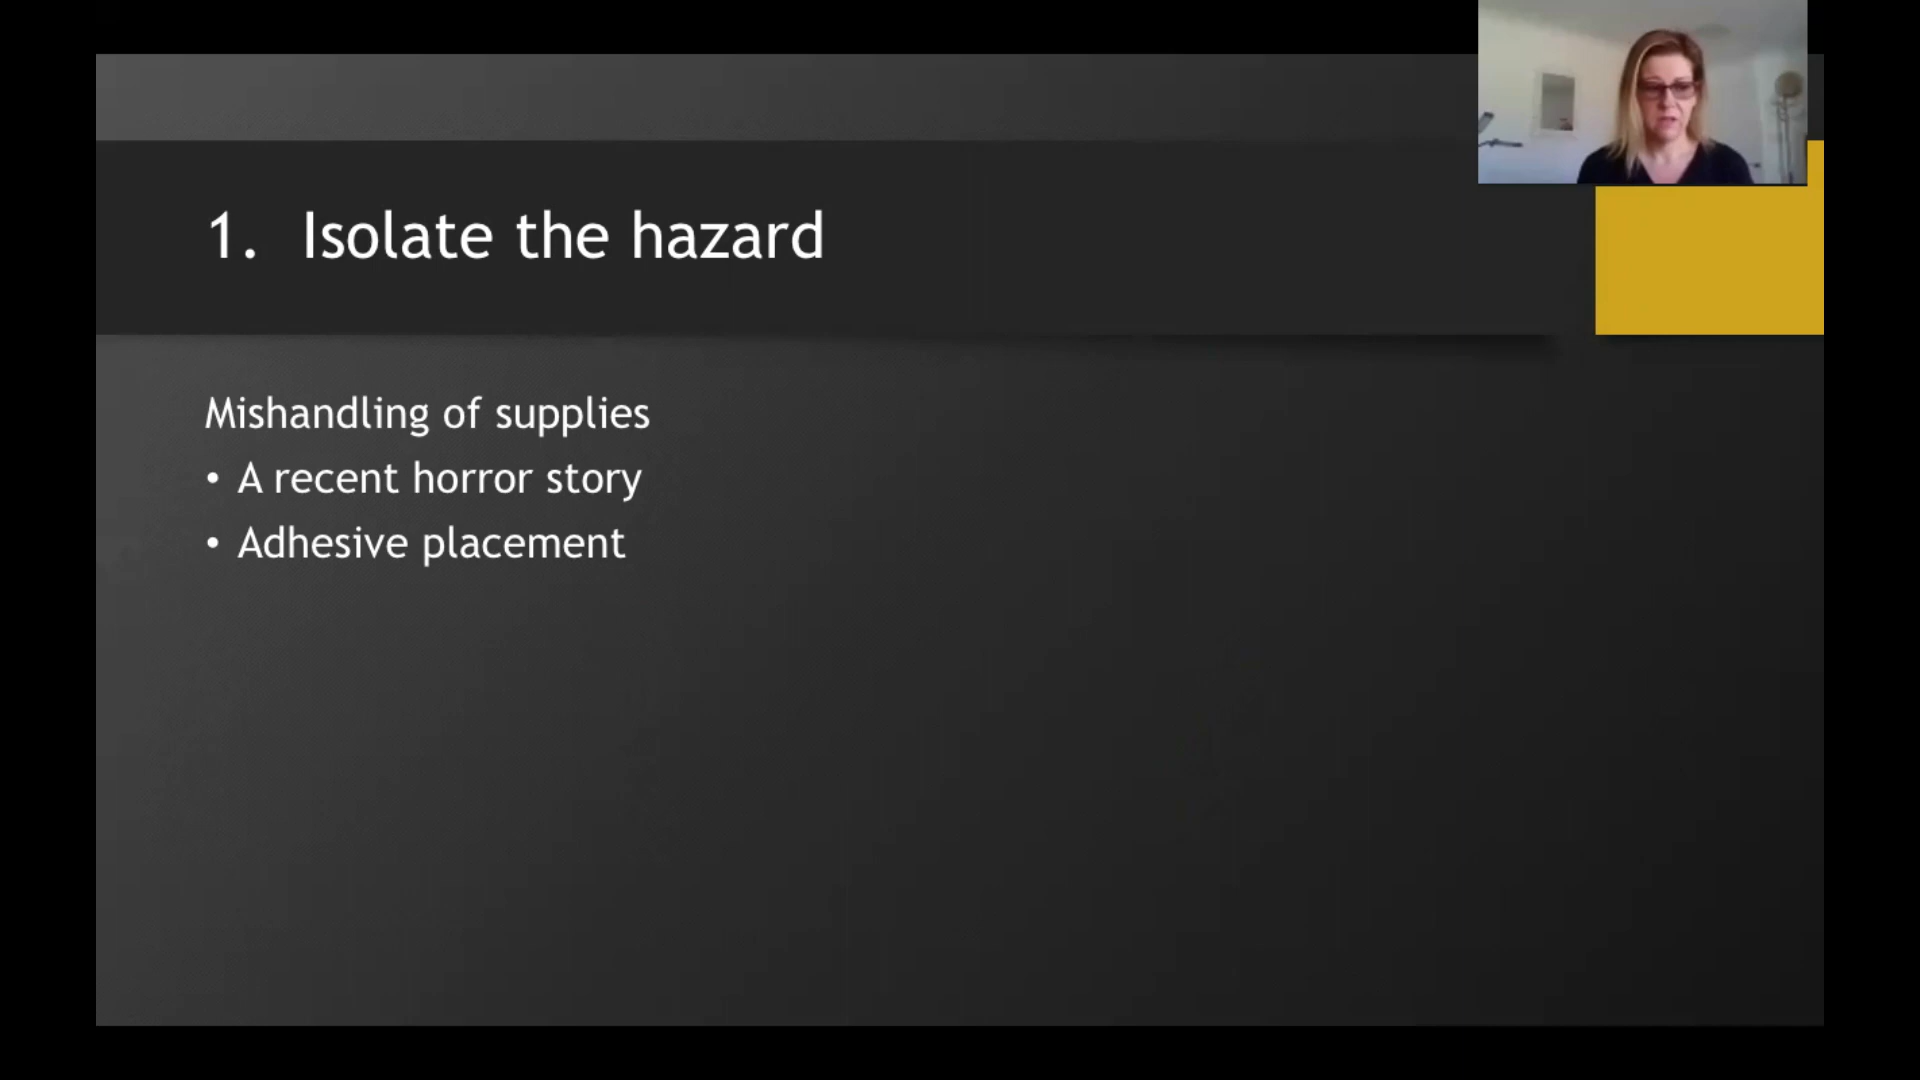 1. Isolate the hazard
Mishandling of supplies
• A recent horror story
• Adhesive placement